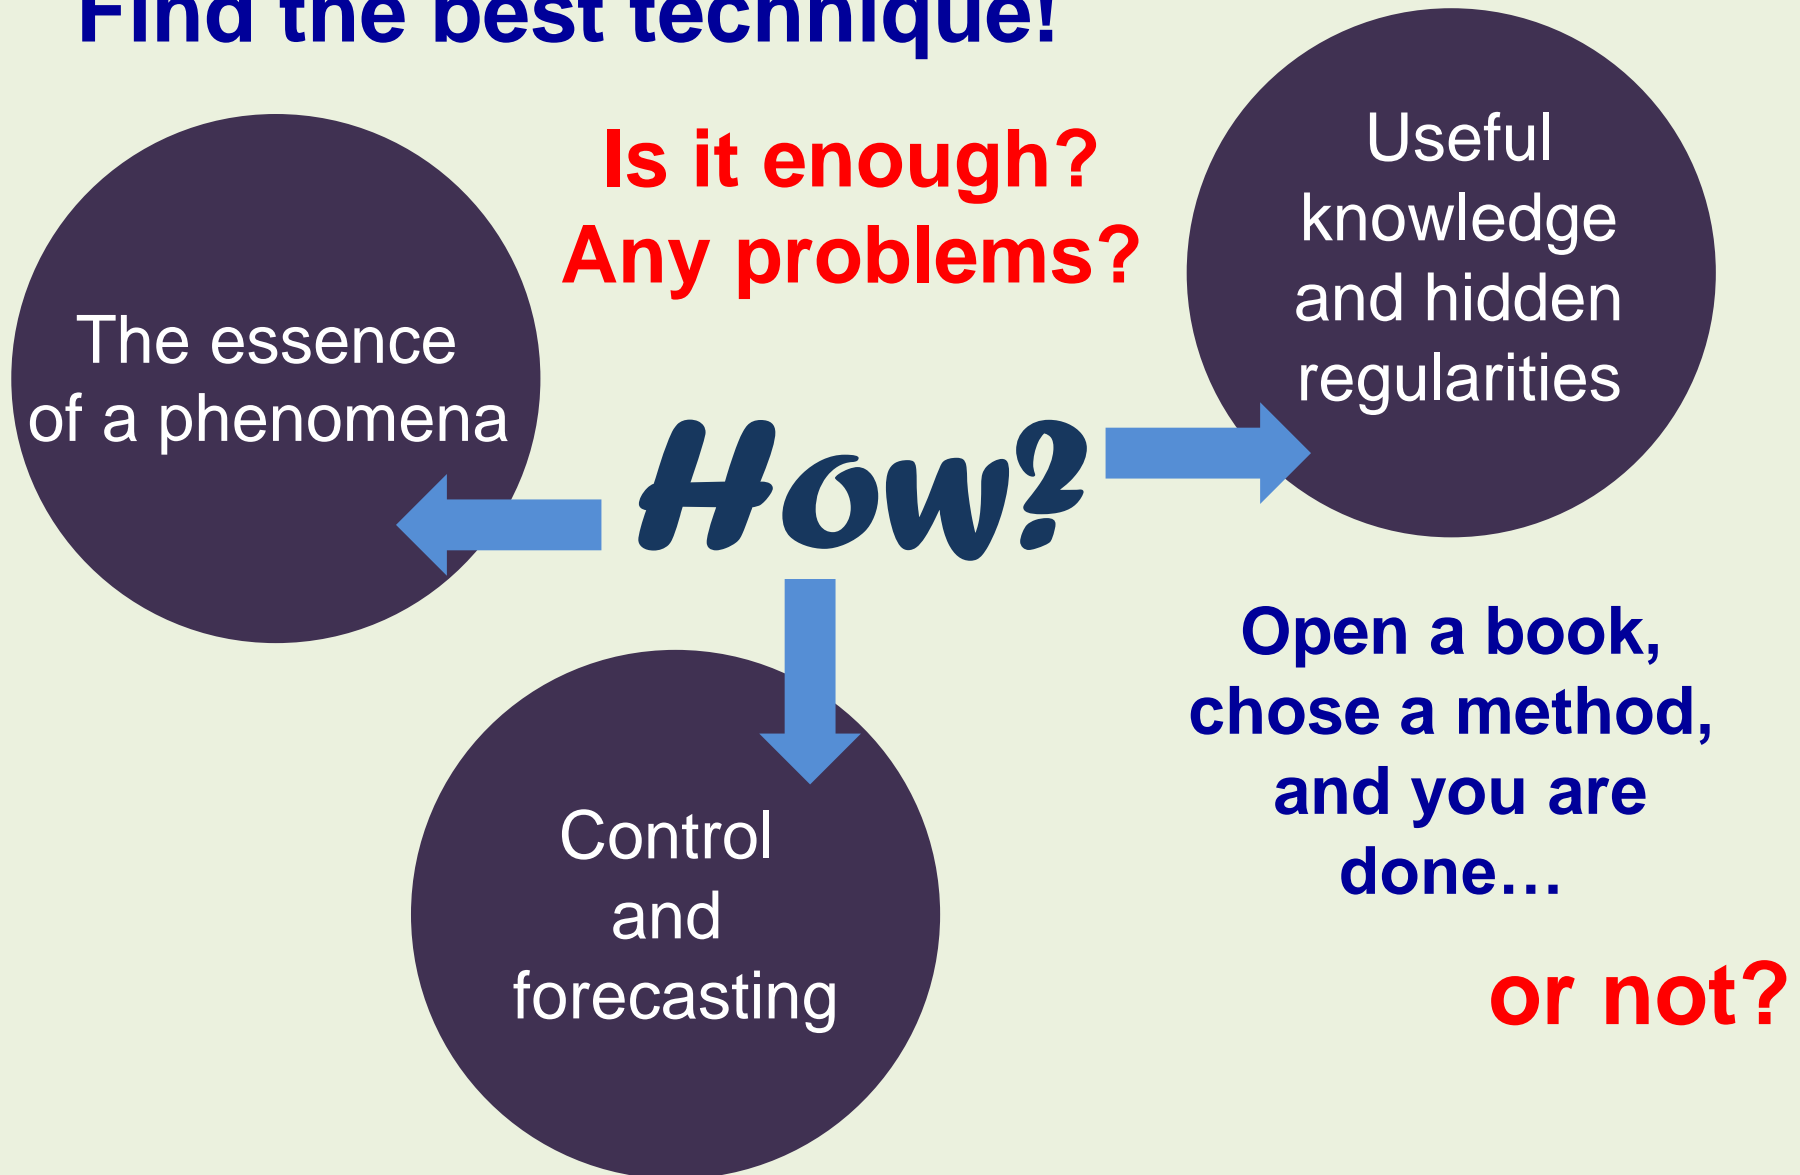 Find the best technique!
Is it enough?
Any problems?
Useful
knowledge
and hidden
regularities
The essence
of a phenomena
How?
Open a book,
chose a method,
and you are
done…
or not?
Control
and
forecasting